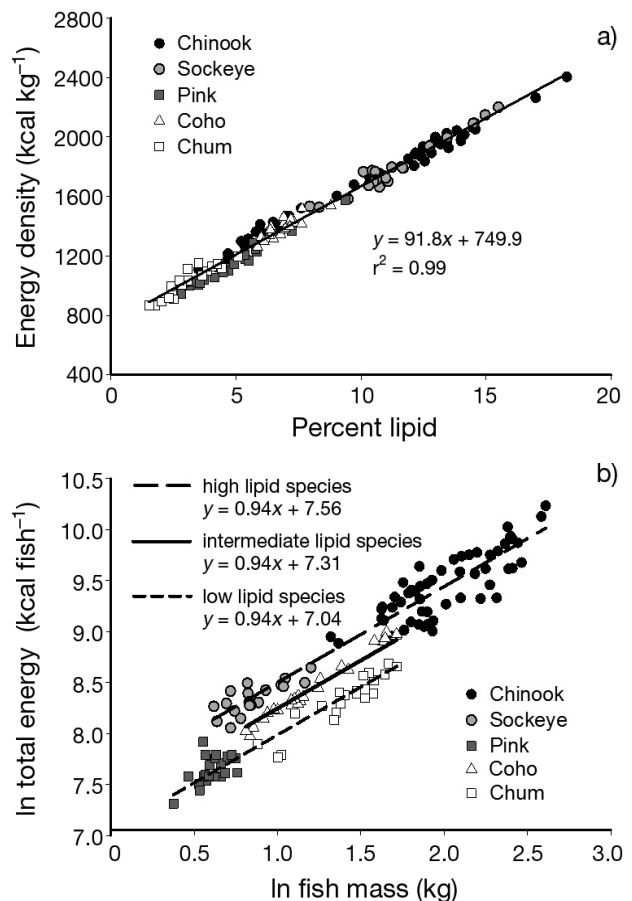 a)
2800
2400
2000
1600
1200
800
400
Energy density (kcal kg⁻¹)
Chinook
Sockeye
Pink
Coho
Chum
y = 91.8x + 749.9
r² = 0.99
0 5 10 15 20
Percent lipid
b)
10.5
10.0
9.5
9.0
8.5
8.0
7.5
7.0
ln total energy (kcal fish⁻¹)
high lipid species
y = 0.94x + 7.56
intermediate lipid species
y = 0.94x + 7.31
low lipid species
y = 0.94x + 7.04
Chinook
Sockeye
Pink
Coho
Chum
0 0.5 1.0 1.5 2.0 2.5 3.0
ln fish mass (kg)